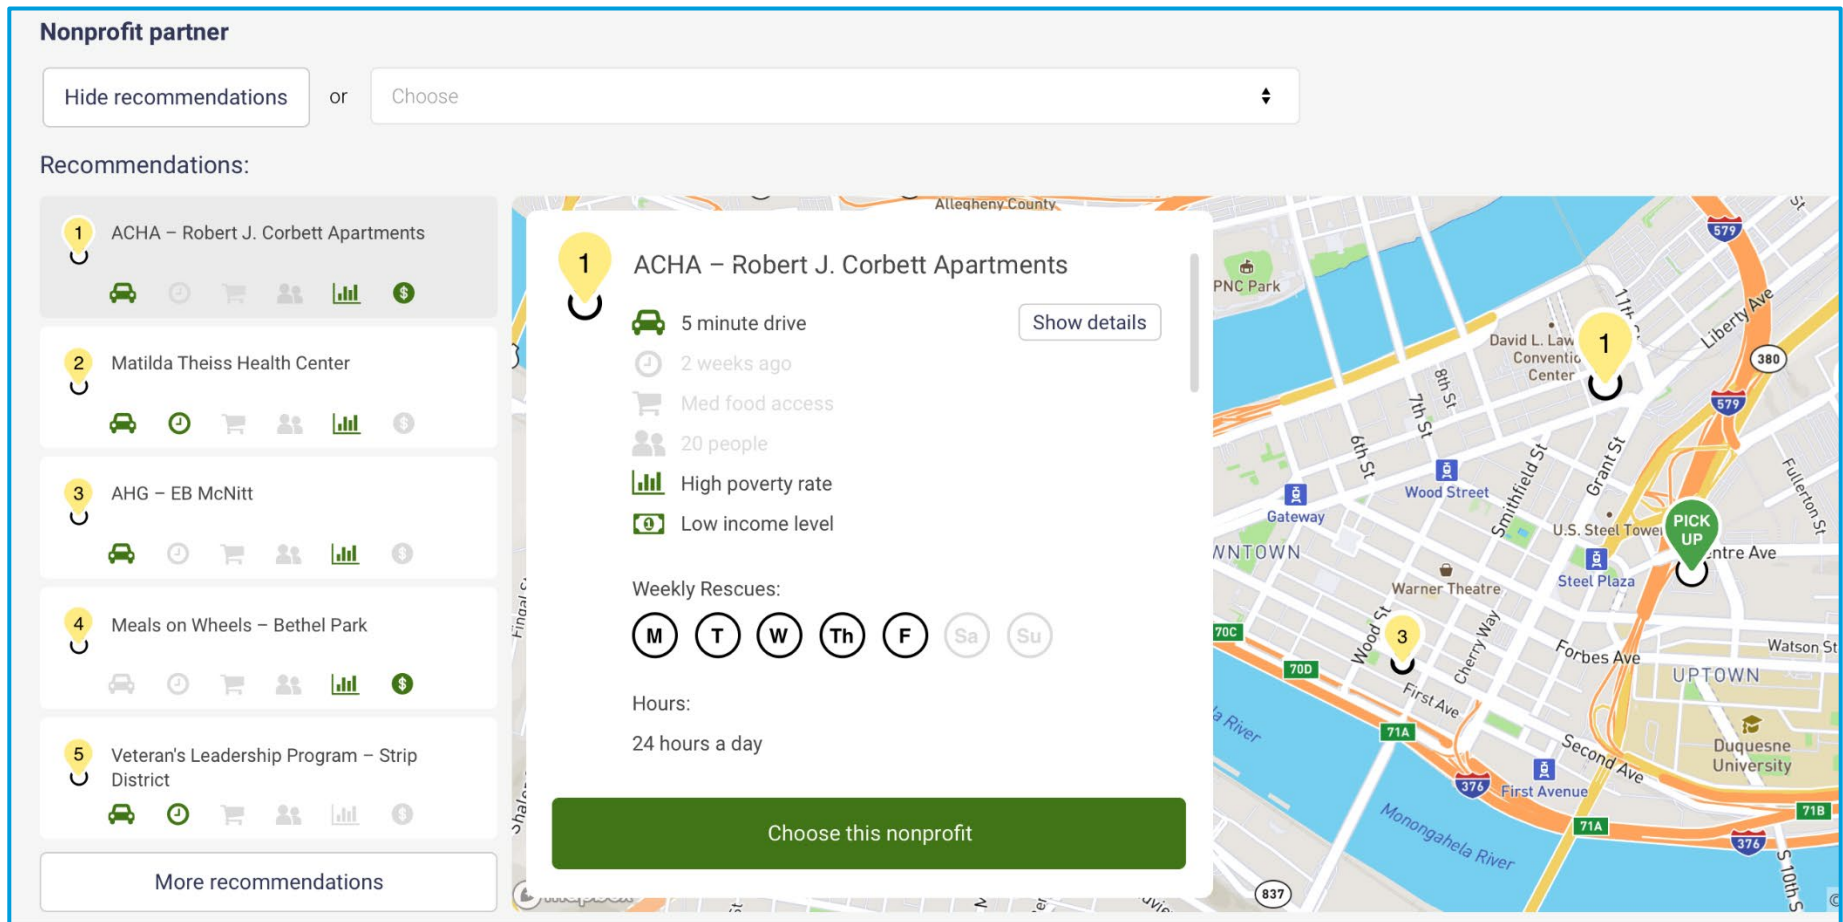 Nonprofit partner
Hide recommendations
or
Choose
Recommendations:
1
ACHA – Robert J. Corbett Apartments
2
Matilda Theiss Health Center
3
AHG – EB McNitt
4
Meals on Wheels – Bethel Park
5
Veteran's Leadership Program – Strip
District
More recommendations
1
ACHA – Robert J. Corbett Apartments
5 minute drive
Show details
2 weeks ago
Med food access
20 people
High poverty rate
Low income level
Weekly Rescues:
M T W Th F Sa Su
Hours:
24 hours a day
Choose this nonprofit
Allegheny County
PNC Park
579
11th St
Liberty Ave
David L. Law
Convention
Center
1
380
8th St
7th St
579
6th St
Grant St
Smithfield St
Fullerton St
Wood Street
Gateway
U.S. Steel Tower
PICK
UP
entre Ave
WNTOWN
Steel Plaza
Warner Theatre
70C
Wood St
3
Cherry Way
Forbes Ave
Watson St
70D
UPTOWN
First Ave
71A
Second Ave
Duquesne
University
376
First Avenue
71B
Monongahela River
71A
376
S 10th S
837
mapbox